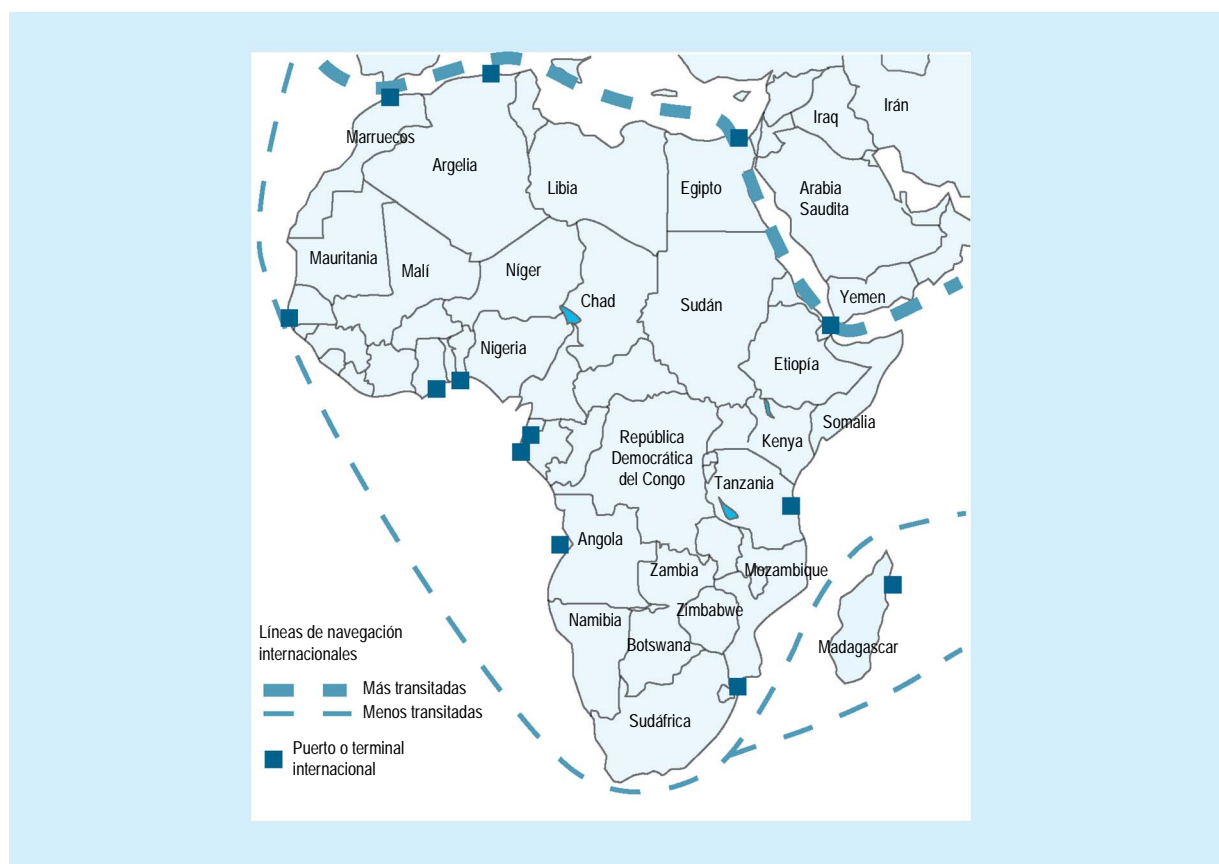 Marruecos
Argelia
Libia
Egipto
Iraq
Irán
Arabia
Saudita
Mauritania
Malí
Níger
Chad
Sudán
Yemen
Nigeria
Etiopía
Somalia
Kenya
República
Democrática
del Congo
Tanzania
Angola
Zambia
Mozambique
Zimbabwe
Namibia
Botswana
Madagascar
Sudáfrica
Líneas de navegación
internacionales
Más transitadas
Menos transitadas
Puerto o terminal
internacional